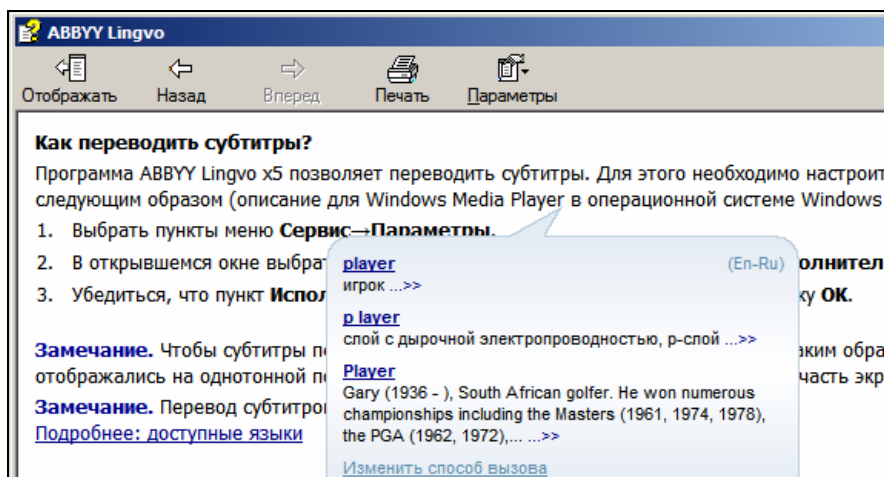 ABBYY Lingvo
Отображать Назад Вперед Печать Параметры
Как переводить субтитры?
Программа ABBYY Lingvo x5 позволяет переводить субтитры. Для этого необходимо настроит
следующим образом (описание для Windows Media Player в операционной системе Windows
1. Выбрать пункты меню Сервис→Параметры.
2. В открывшемся окне выбрат
олнител
3. Убедиться, что пункт Испол
ку ОК.
player (En-Ru)
игрок ...>>
p layer
слой с дырочной электропроводностью, p-слой ...>>
Player
Gary (1936 - ), South African golfer. He won numerous
championships including the Masters (1961, 1974, 1978),
the PGA (1962, 1972),... ...>>
Изменить способ вызова
Замечание. Чтобы субтитры п
аким обра
отображались на однотонной п
часть экр
Замечание. Перевод субтитро
Подробнее: доступные языки